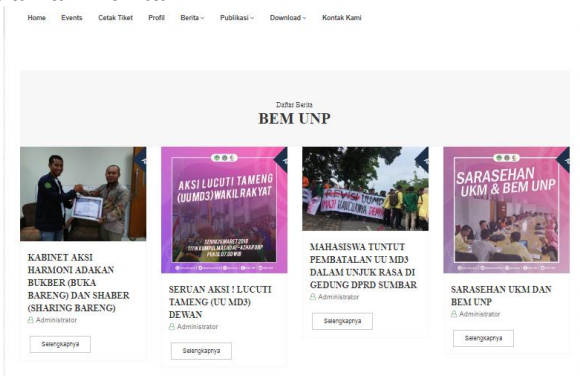 Home Events Cetak Tiket Profil Berita Publikasi Download Kontak Kami
Daftar Berita
BEM UNP
KABINET AKSI
HARMONI ADAKAN
BUKBER (BUKA
BARENG) DAN SHABER
(SHARING BARENG)
Administrator
Selengkapnya
AKSI LUCUTI TAMENG
(UUMD3)WAKIL RAKYAT
SERUAN AKSI ! LUCUTI
TAMENG (UU MD3)
DEWAN
Administrator
Selengkapnya
REVISI UUMD3
MAHASISWA TUNTUT
PEMBATALAN UU MD3
DALAM UNJUK RASA DI
GEDUNG DPRD SUMBAR
Administrator
Selengkapnya
SARASEHAN
UKM & BEM UNP
SARASEHAN UKM DAN
BEM UNP
Administrator
Selengkapnya